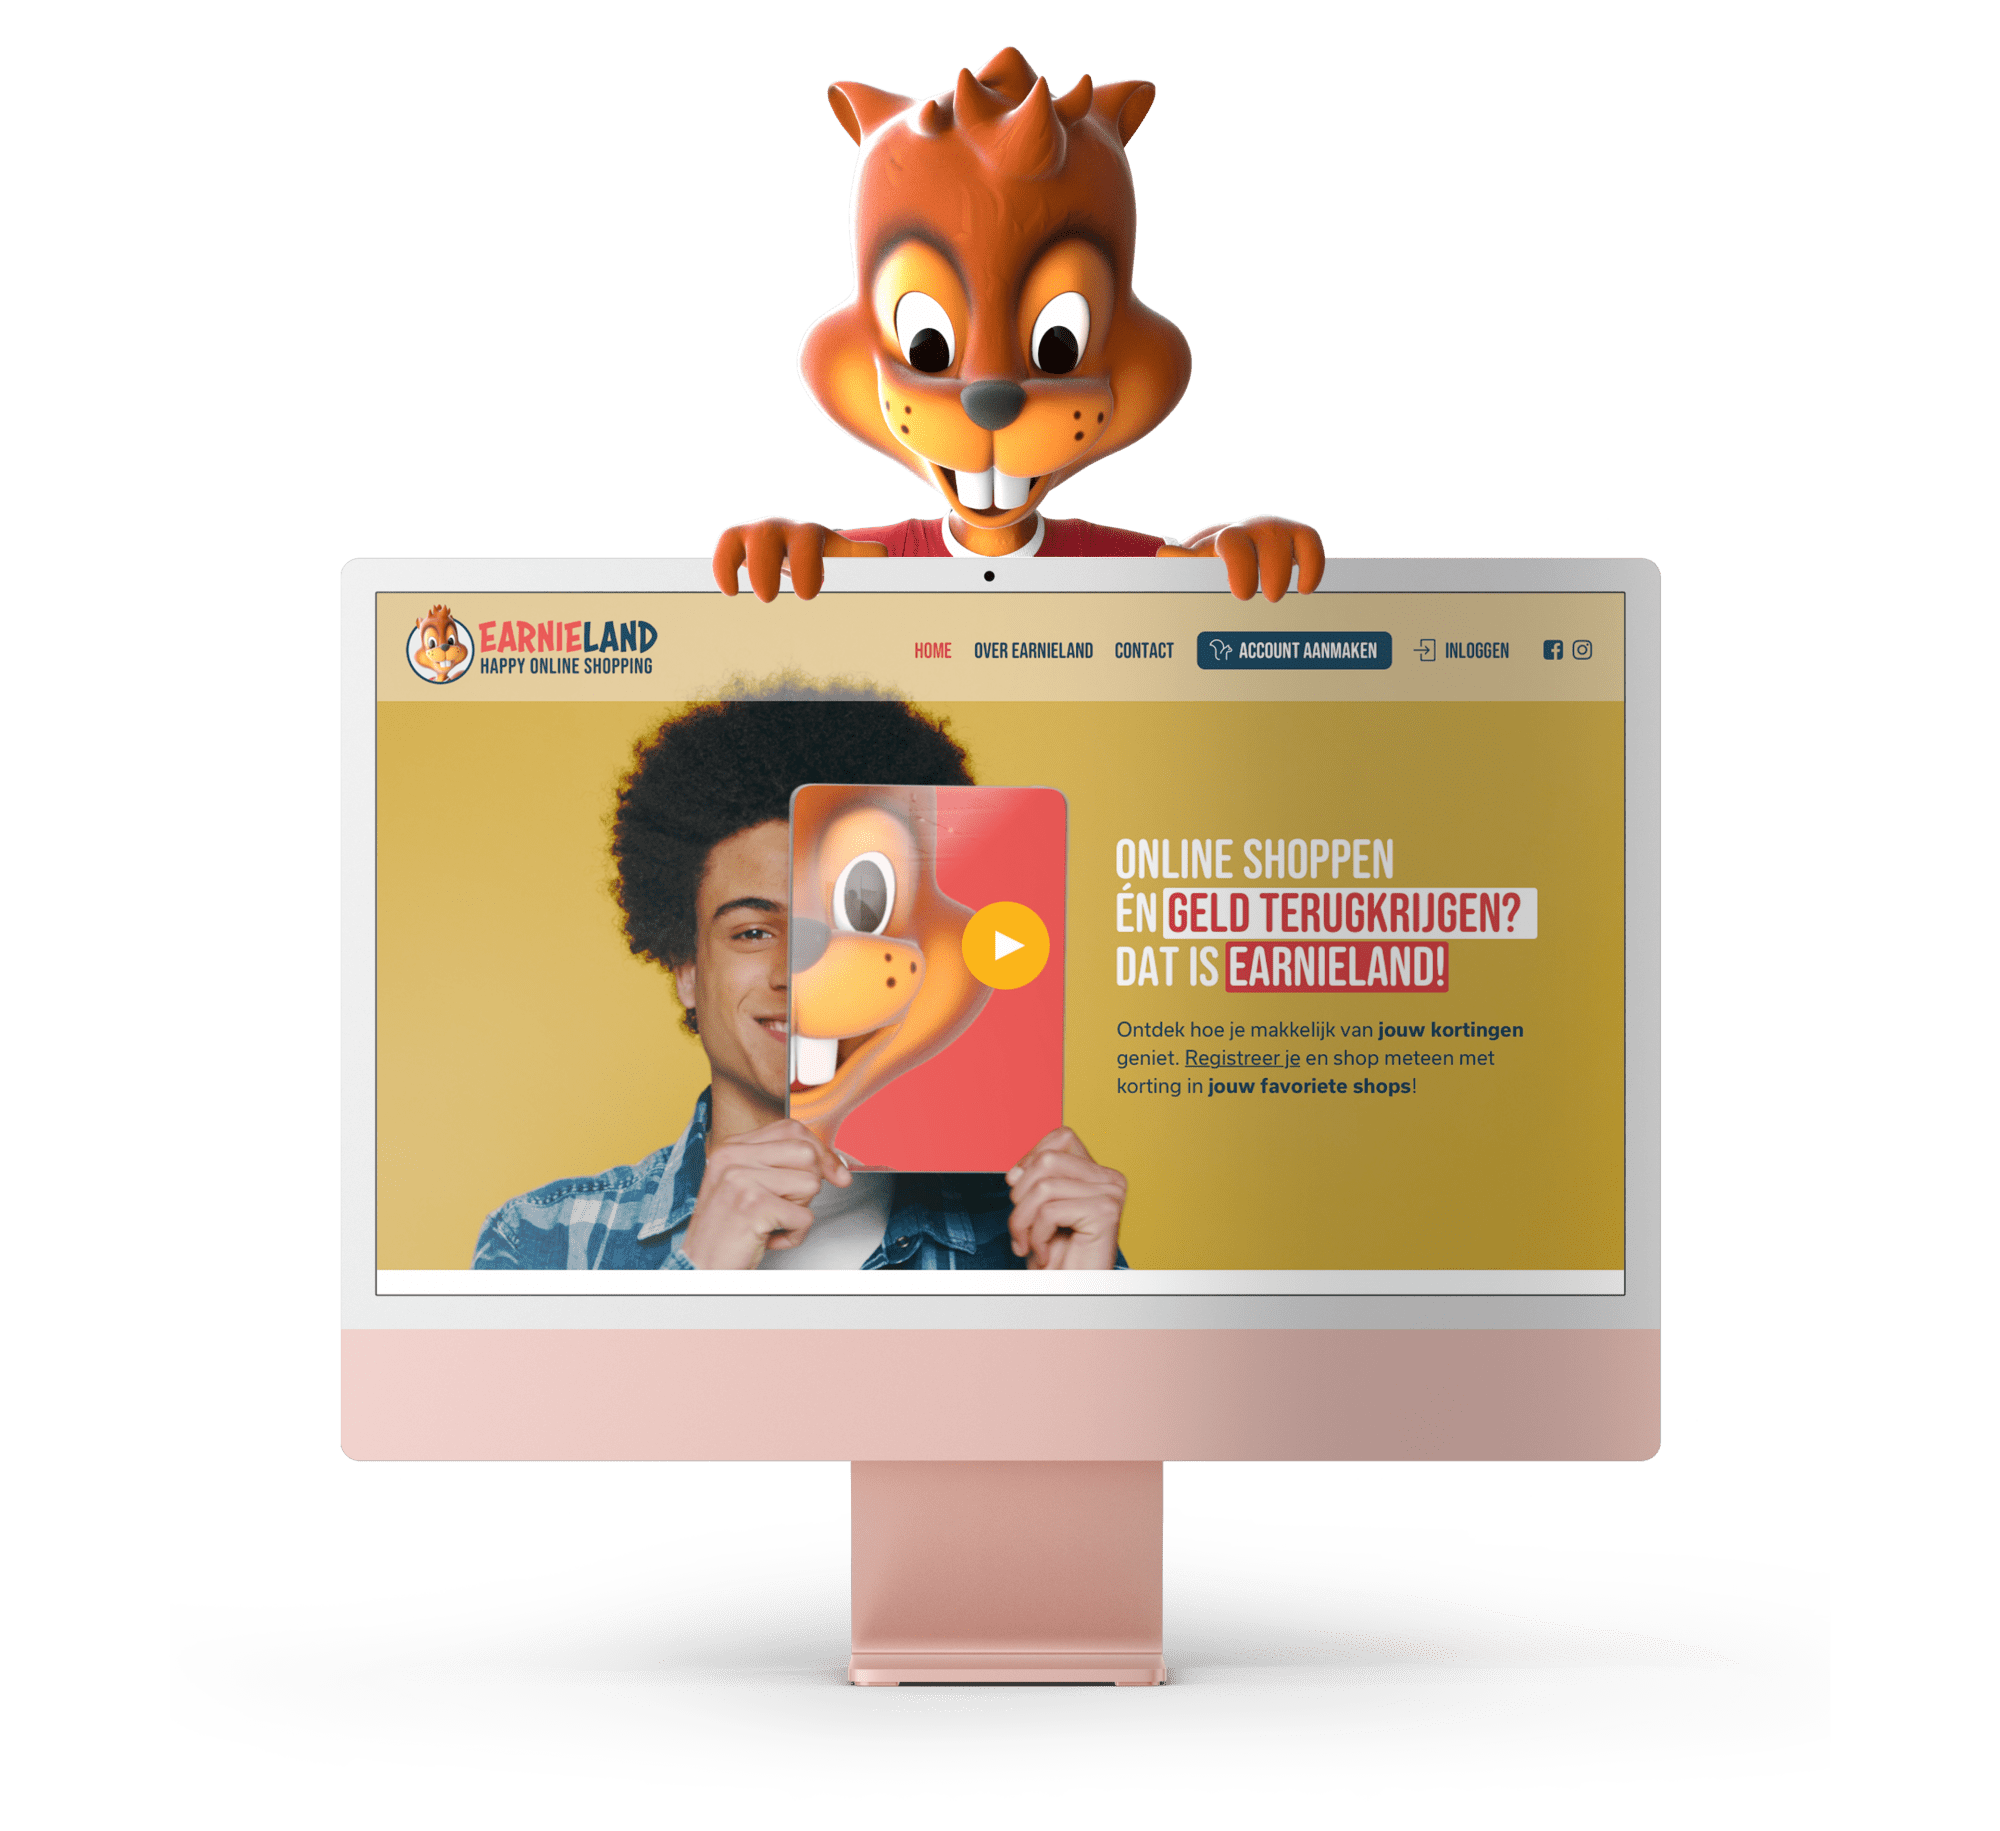 EARNIELAND
HAPPY ONLINE SHOPPING
HOME OVER EARNIELAND CONTACT ACCOUNT AANMAKEN INLOGGEN
ONLINE SHOPPEN
ÉN GELD TERUGKRIJGEN?
DAT IS EARNIELAND!
Ontdek hoe je makkelijk van jouw kortingen
geniet. Registreer je en shop meteen met
korting in jouw favoriete shops!